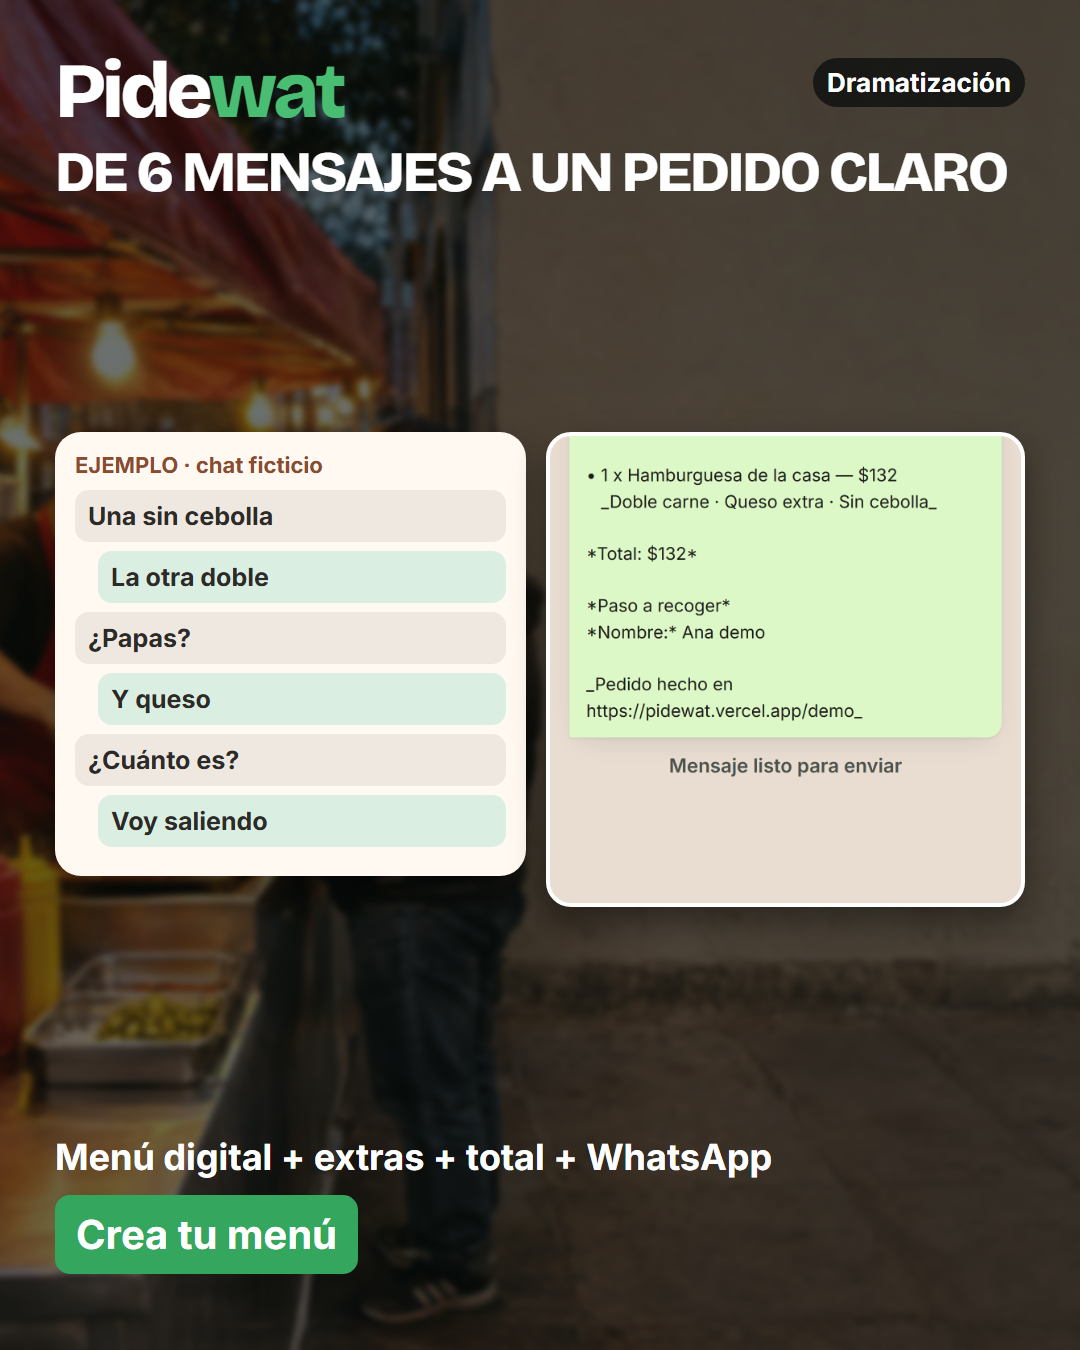 Pidewat
Dramatización
DE 6 MENSAJES A UN PEDIDO CLARO
EJEMPLO · chat ficticio
Una sin cebolla
La otra doble
¿Papas?
Y queso
¿Cuánto es?
Voy saliendo
• 1 x Hamburguesa de la casa — $132
_Doble carne · Queso extra · Sin cebolla_
*Total: $132*
*Paso a recoger*
*Nombre:* Ana demo
_Pedido hecho en
https://pidewat.vercel.app/demo_
Mensaje listo para enviar
Menú digital + extras + total + WhatsApp
Crea tu menú